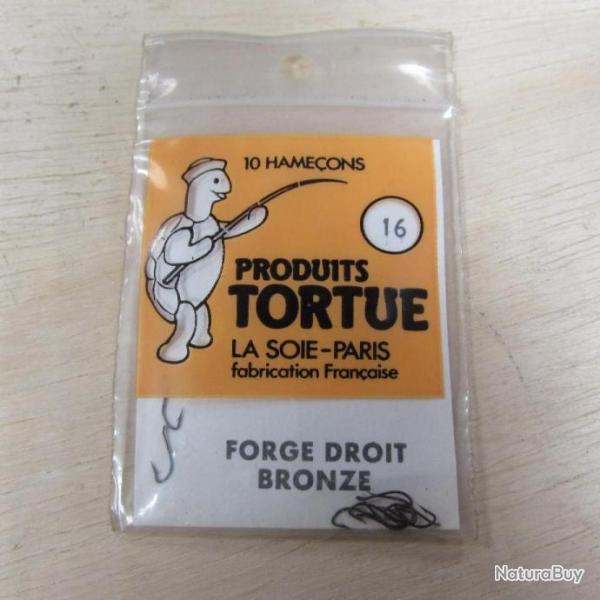 10 HAMEÇONS
16
PRODUITS
TORTUE
LA SOIE-PARIS
fabrication Française
FORGE DROIT
BRONZE
NaturaBuy